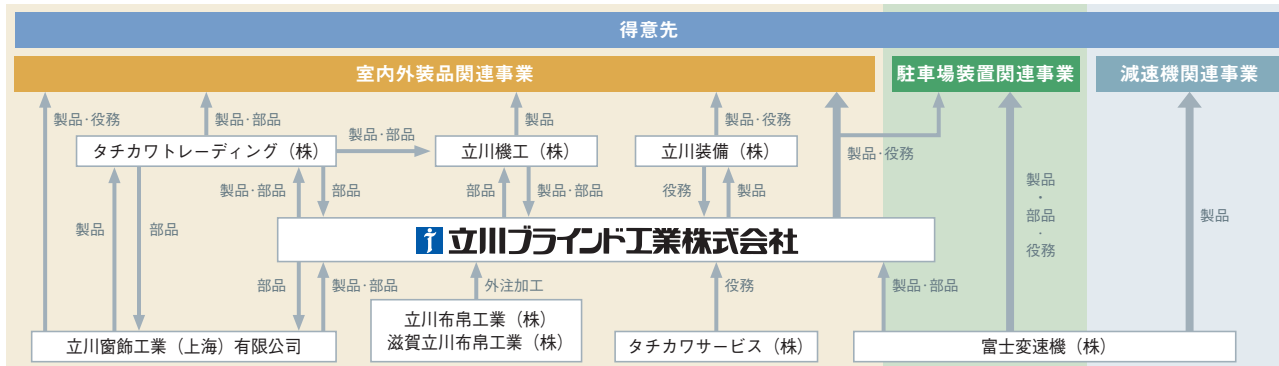 得意先
室内外装品関連事業
駐車場装置関連事業
減速機関連事業
製品・役務
製品・部品
製品・部品
製品
製品・役務
製品・役務
タチカワトレーディング（株）
立川機工（株）
立川装備（株）
製品・部品
部品
部品
製品・部品
役務
製品
製品
部品
製品
・
部品
・
役務
製品
立川ブラインド工業株式会社
部品
製品・部品
外注加工
役務
製品・部品
立川布帛工業（株）
滋賀立川布帛工業（株）
立川窗飾工業（上海）有限公司
タチカワサービス（株）
富士変速機（株）